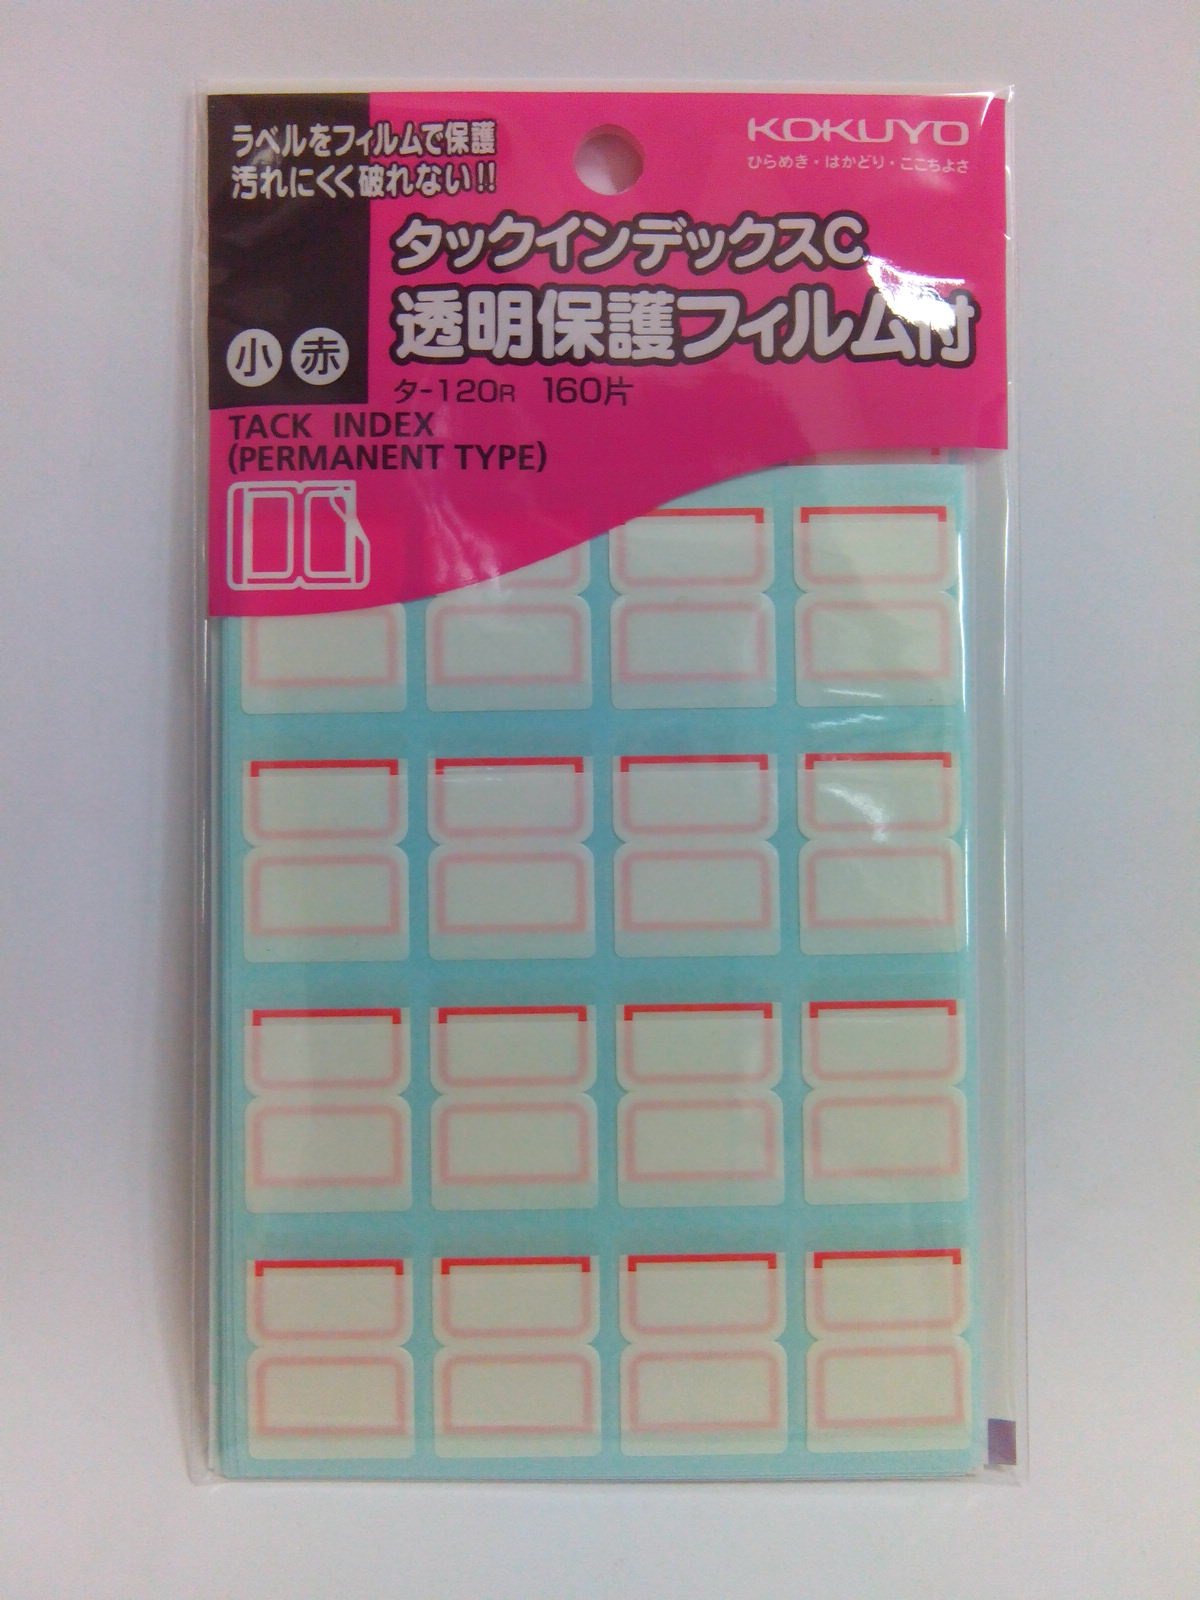 ラベルをフィルムで保護
汚れにくく破れない!!
KOKUYO
ひらめき・はかどり・ここちよさ
タックインデックスC
透明保護フィルム付
小 赤
タ-120R 160片
TACK INDEX
(PERMANENT TYPE)